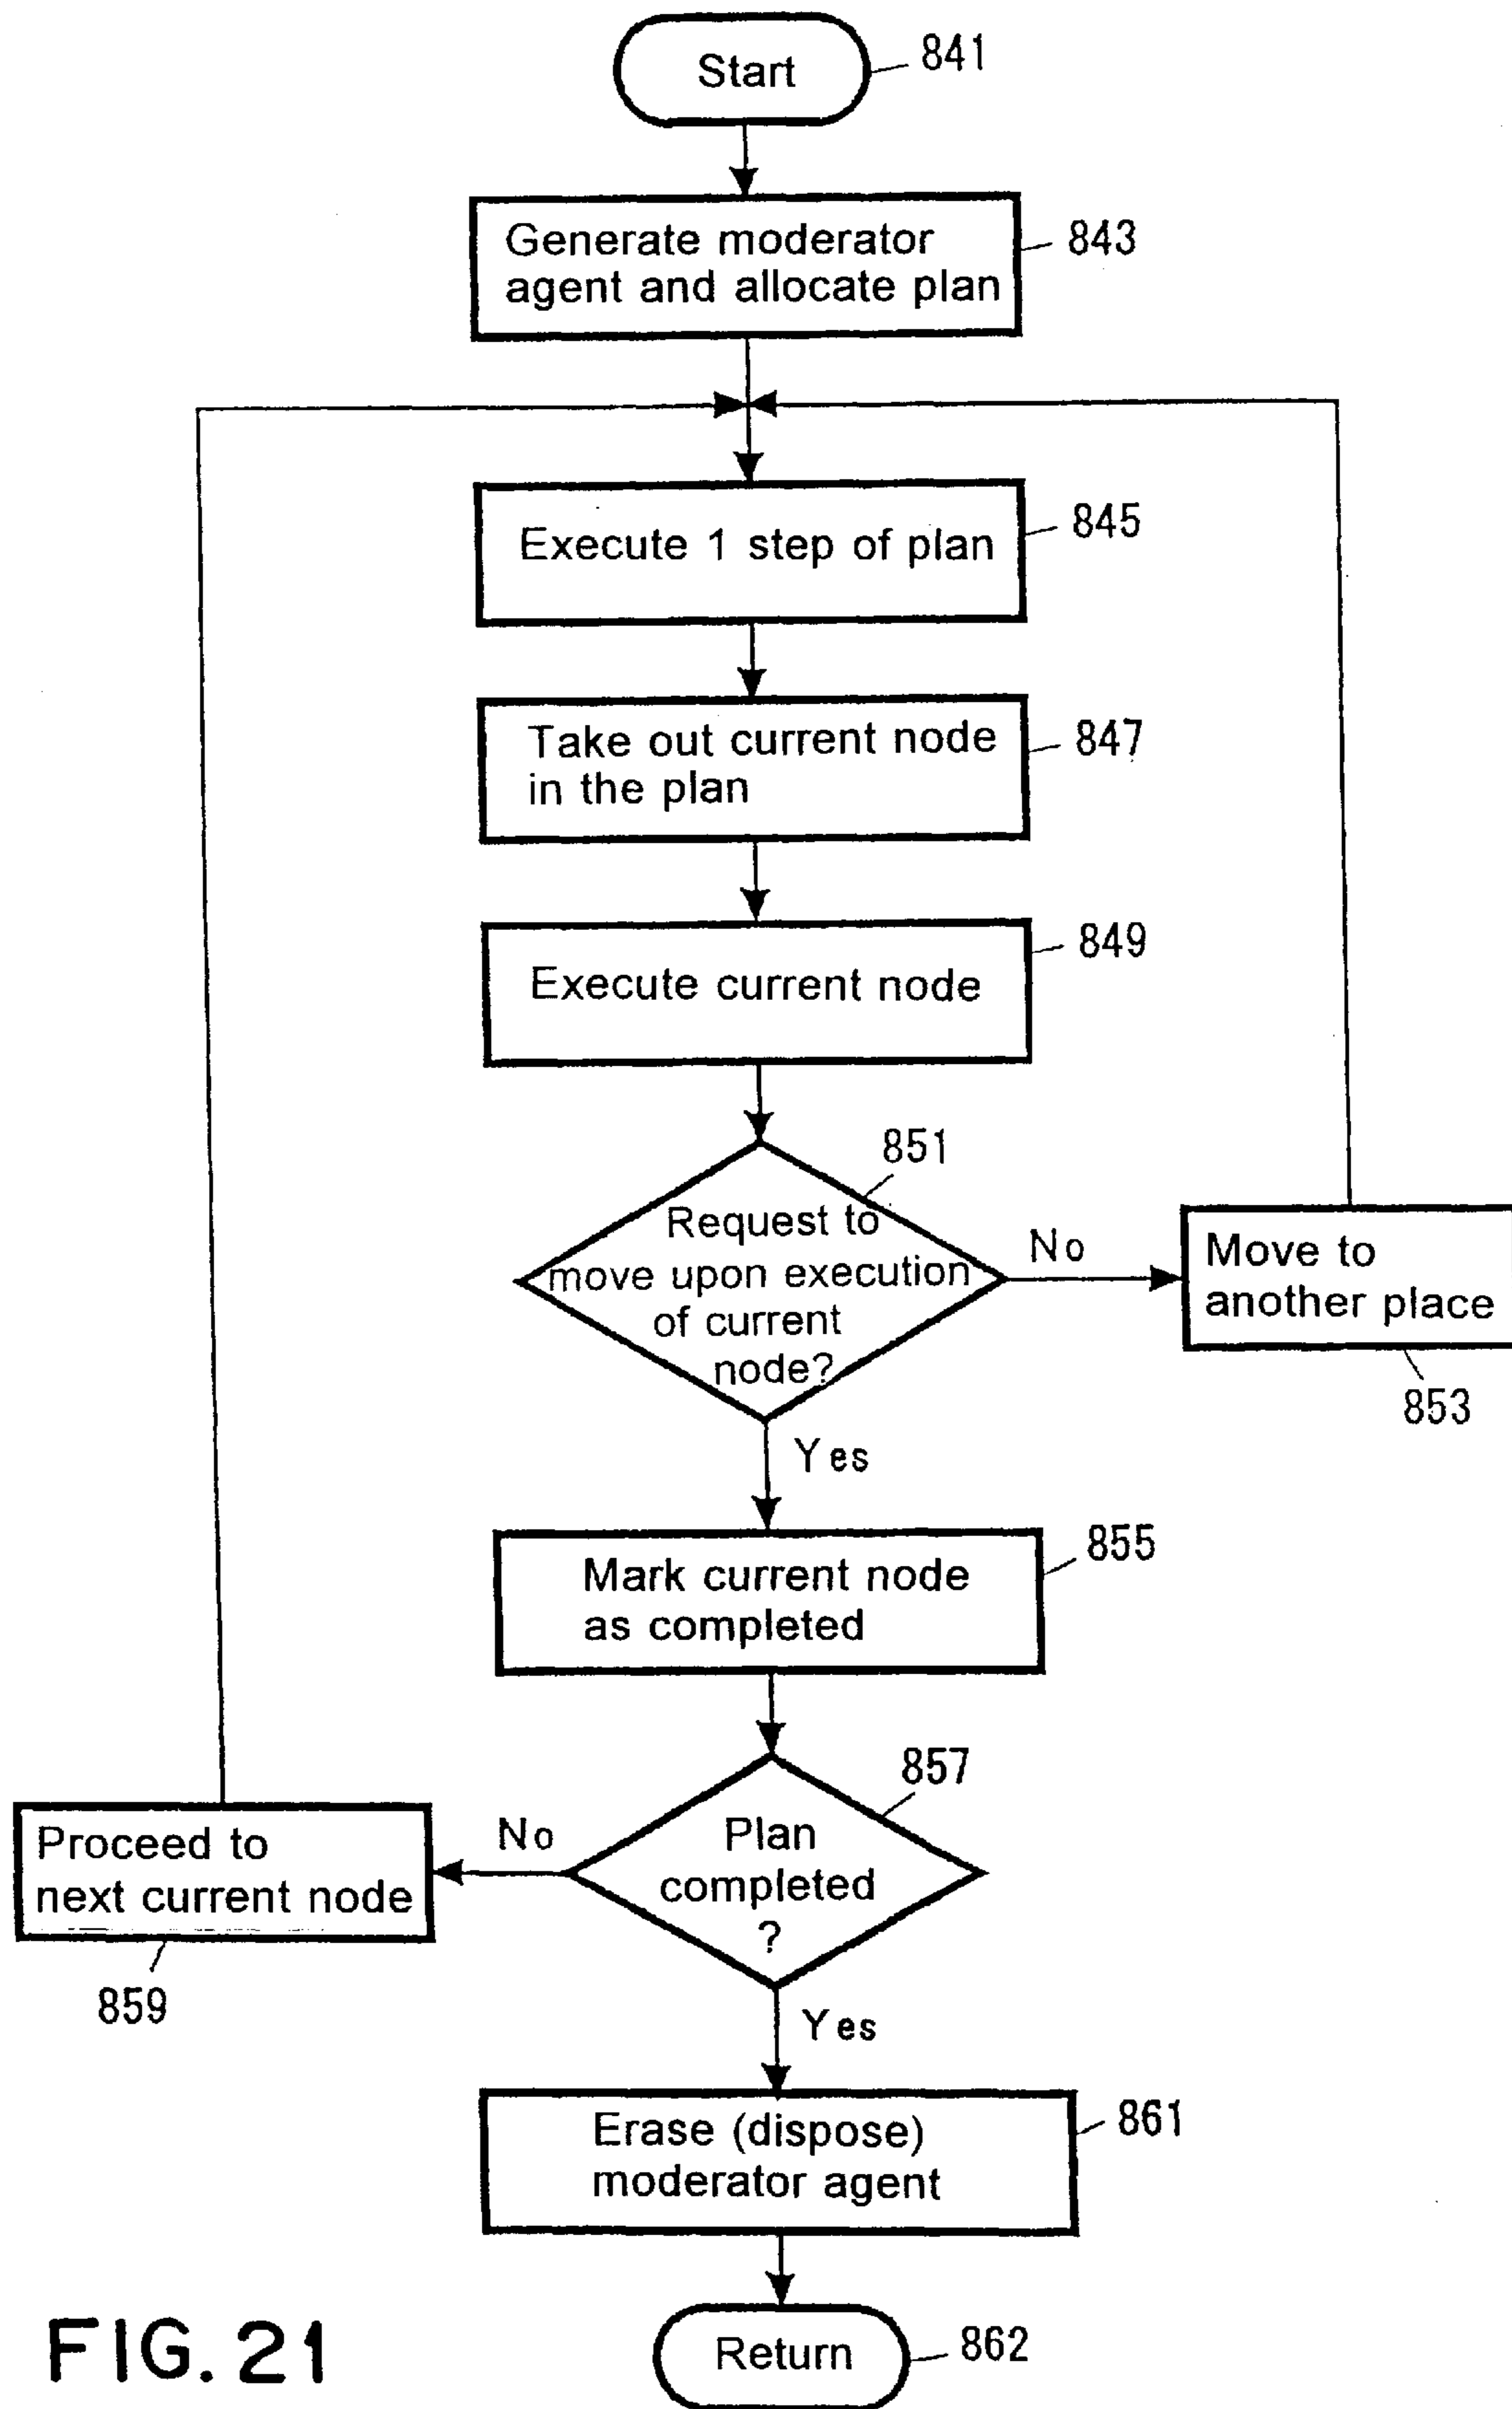 Start
841
Generate moderator
agent and allocate plan
843
Execute 1 step of plan
845
Take out current node
in the plan
847
Execute current node
849
851
Request to
move upon execution
of current
node?
No
Move to
another place
853
Yes
Mark current node
as completed
855
857
Plan
completed
?
No
Proceed to
next current node
859
Yes
Erase (dispose)
moderator agent
861
Return
862
FIG. 21